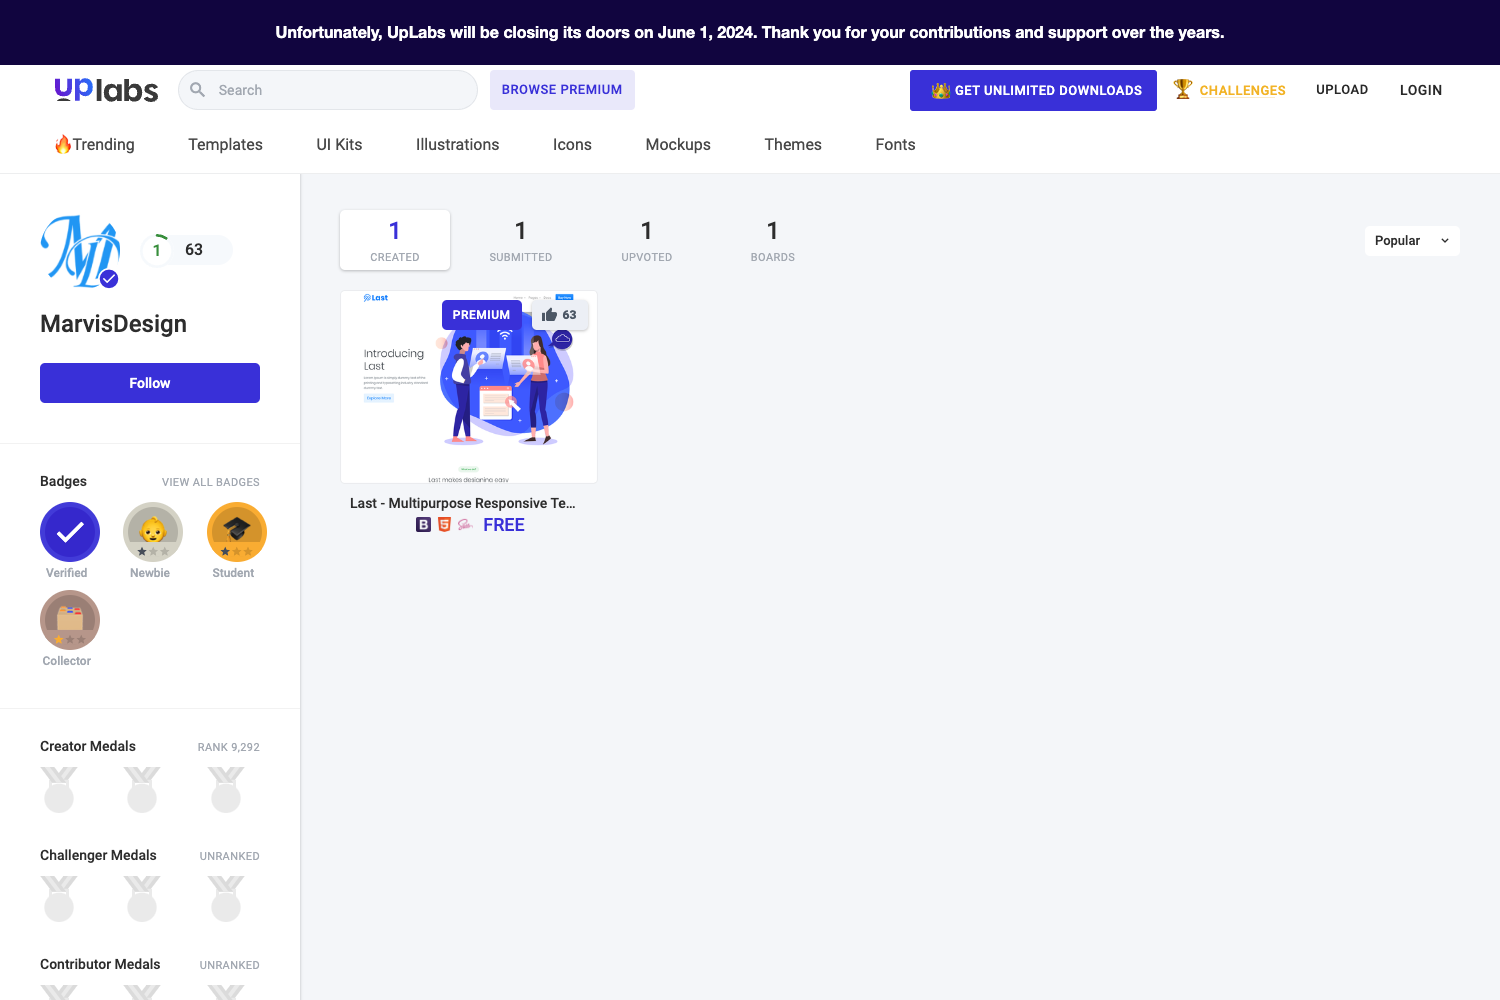 Unfortunately, UpLabs will be closing its doors on June 1, 2024. Thank you for your contributions and support over the years.
uplabs
Search
BROWSE PREMIUM
GET UNLIMITED DOWNLOADS
CHALLENGES
UPLOAD
LOGIN
Trending
Templates
UI Kits
Illustrations
Icons
Mockups
Themes
Fonts
1
63
MarvisDesign
Follow
Badges
VIEW ALL BADGES
Verified
Newbie
Student
Collector
Creator Medals
RANK 9,292
Challenger Medals
UNRANKED
Contributor Medals
UNRANKED
1
CREATED
1
SUBMITTED
1
UPVOTED
1
BOARDS
Popular
Last
PREMIUM
63
Introducing
Last
Explore More
Last makes designing easy
Last - Multipurpose Responsive Te...
FREE